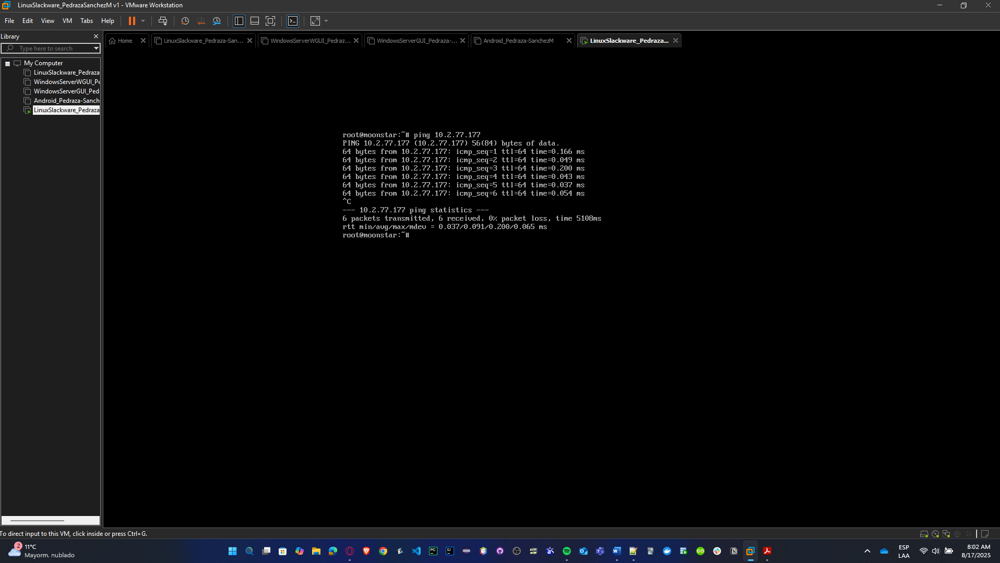 LinuxSlackware_PedrazaSanchezM v1 - VMware Workstation
File Edit View VM Tabs Help
Library
Type here to search
My Computer
LinuxSlackware_Pedraza
WindowsServerWGUI_Pe
WindowsServerGUI_Ped
Android_Pedraza-Sanch
LinuxSlackware_Pedraza
Home LinuxSlackware_Pedraza-San... WindowsServerWGUI_Pedraz... WindowsServerGUI_Pedraza-... Android_Pedraza-SanchezM LinuxSlackware_Pedraza...
root@moonstar:~# ping 10.2.77.177
PING 10.2.77.177 (10.2.77.177) 56(84) bytes of data.
64 bytes from 10.2.77.177: icmp_seq=1 ttl=64 time=0.166 ms
64 bytes from 10.2.77.177: icmp_seq=2 ttl=64 time=0.049 ms
64 bytes from 10.2.77.177: icmp_seq=3 ttl=64 time=0.200 ms
64 bytes from 10.2.77.177: icmp_seq=4 ttl=64 time=0.043 ms
64 bytes from 10.2.77.177: icmp_seq=5 ttl=64 time=0.037 ms
64 bytes from 10.2.77.177: icmp_seq=6 ttl=64 time=0.054 ms
^C
--- 10.2.77.177 ping statistics ---
6 packets transmitted, 6 received, 0% packet loss, time 5108ms
rtt min/avg/max/mdev = 0.037/0.091/0.200/0.065 ms
root@moonstar:~#
To direct input to this VM, click inside or press Ctrl+G.
2
11°C
Mayorm. nublado
ESP
LAA
8:02 AM
8/17/2025